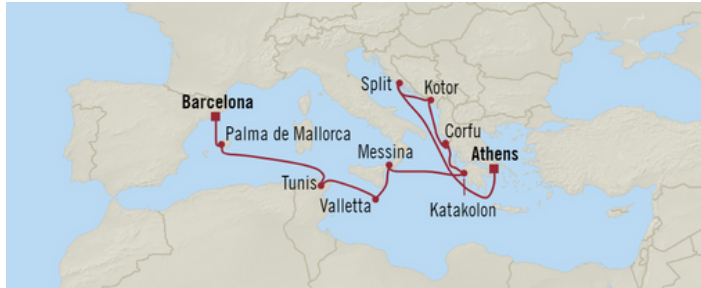 Split
Kotor
Barcelona
Palma de Mallorca
Corfu
Messina
Athens
Tunis
Valletta
Katakolon